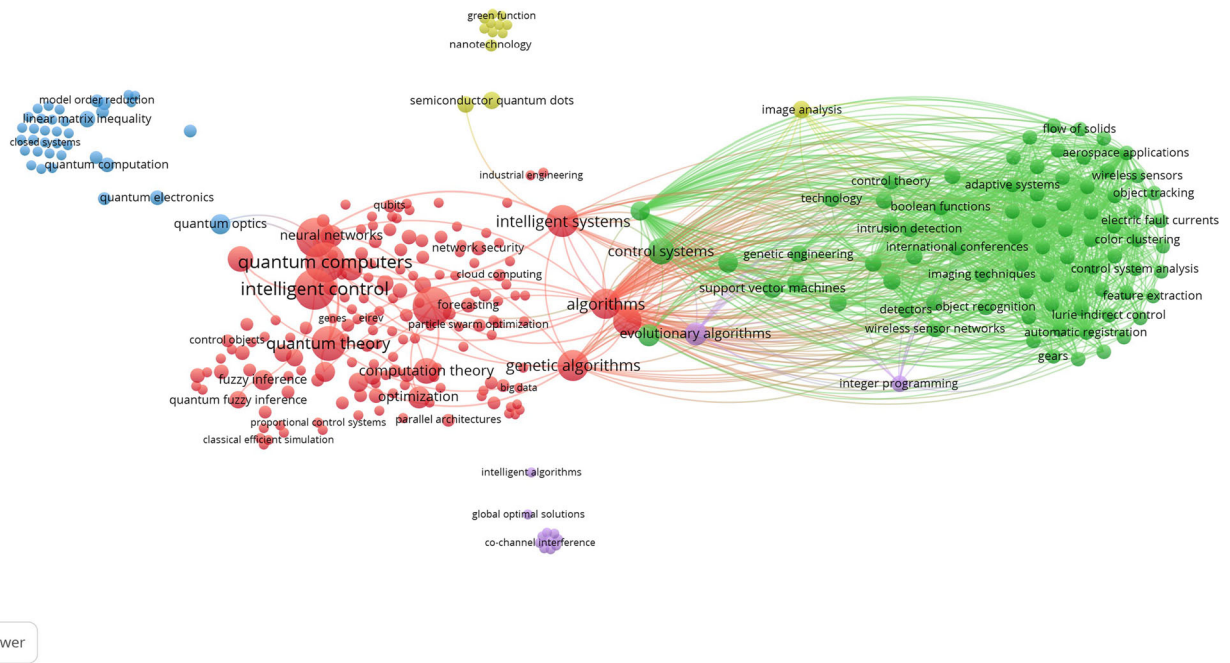 green function
nanotechnology
semiconductor quantum dots
image analysis
model order reduction
linear matrix inequality
closed systems
quantum computation
quantum electronics
quantum optics
industrial engineering
qubits
neural networks
intelligent systems
network security
quantum computers
cloud computing
intelligent control
forecasting
genes
eirev
particle swarm optimization
control objects
quantum theory
computation theory
fuzzy inference
quantum fuzzy inference
optimization
big data
proportional control systems
parallel architectures
classical efficient simulation
control systems
algorithms
evolutionary algorithms
genetic algorithms
flow of solids
aerospace applications
control theory
adaptive systems
wireless sensors
technology
boolean functions
object tracking
intrusion detection
electric fault currents
international conferences
color clustering
genetic engineering
imaging techniques
control system analysis
support vector machines
feature extraction
detectors
object recognition
lurie indirect control
wireless sensor networks
automatic registration
gears
integer programming
intelligent algorithms
global optimal solutions
co-channel interference
wer